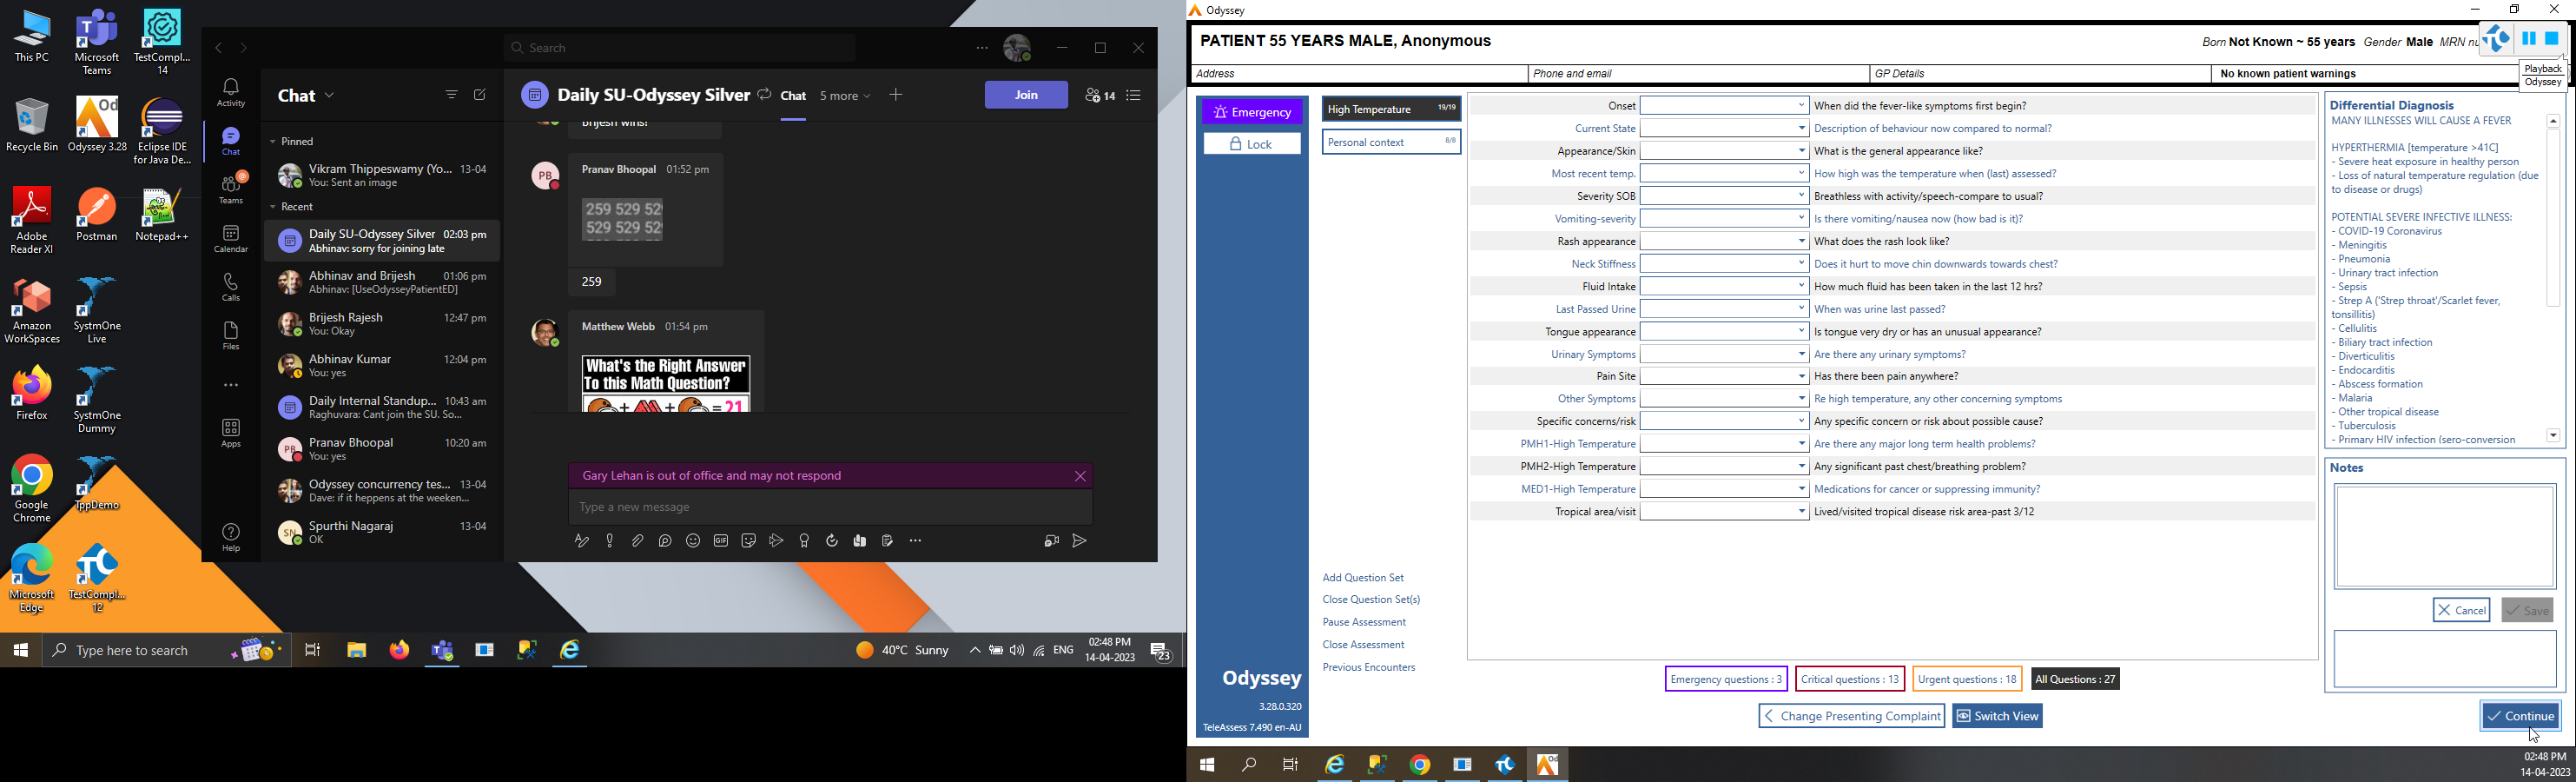 This PC
Microsoft
Teams
TestCompl...
14
Recycle Bin
Odyssey 3.28
Eclipse IDE
for Java De...
Adobe
Reader XI
Postman
Notepad++
Amazon
WorkSpaces
SystmOne
Live
Firefox
SystmOne
Dummy
Google
Chrome
TppDemo
Microsoft
Edge
TestCompl...
12
Search
Activity
Chat
Teams
Calendar
Calls
Files
Apps
Help
Chat
Pinned
Vikram Thippeswamy (Yo... 13-04
You: Sent an image
Recent
Daily SU-Odyssey Silver 02:03 pm
Abhinav: sorry for joining late
Abhinav and Brijesh 01:06 pm
Abhinav: [UseOdysseyPatientED]
Brijesh Rajesh 12:47 pm
You: Okay
Abhinav Kumar 12:04 pm
You: yes
Daily Internal Standup... 10:43 am
Raghuvara: Cant join the SU. So...
PB Pranav Bhoopal 10:20 am
You: yes
Odyssey concurrency tes... 13-04
Dave: if it heppens at the weeken...
SN Spurthi Nagaraj 13-04
OK
Daily SU-Odyssey Silver Chat 5 more
Join
14
Brijesh wins!
PB Pranav Bhoopal 01:52 pm
259 529 52
529 529 52
259
Matthew Webb 01:54 pm
What's the Right Answer
To this Math Question?
+ + =21
Gary Lehan is out of office and may not respond
Type a new message
GIF
Type here to search
40°C Sunny
ENG
02:48 PM
14-04-2023
23
Odyssey
PATIENT 55 YEARS MALE, Anonymous
Born Not Known ~ 55 years Gender Male MRN nu
Playback
Odyssey
Address
Phone and email
GP Details
No known patient warnings
Emergency
Lock
High Temperature 19/19
Personal context 8/8
Onset When did the fever-like symptoms first begin?
Current State Description of behaviour now compared to normal?
Appearance/Skin What is the general appearance like?
Most recent temp. How high was the temperature when (last) assessed?
Severity SOB Breathless with activity/speech-compare to usual?
Vomiting-severity Is there vomiting/nausea now (how bad is it)?
Rash appearance What does the rash look like?
Neck Stiffness Does it hurt to move chin downwards towards chest?
Fluid Intake How much fluid has been taken in the last 12 hrs?
Last Passed Urine When was urine last passed?
Tongue appearance Is tongue very dry or has an unusual appearance?
Urinary Symptoms Are there any urinary symptoms?
Pain Site Has there been pain anywhere?
Other Symptoms Re high temperature, any other concerning symptoms
Specific concerns/risk Any specific concern or risk about possible cause?
PMH1-High Temperature Are there any major long term health problems?
PMH2-High Temperature Any significant past chest/breathing problem?
MED1-High Temperature Medications for cancer or suppressing immunity?
Tropical area/visit Lived/visited tropical disease risk area-past 3/12
Add Question Set
Close Question Set(s)
Pause Assessment
Close Assessment
Previous Encounters
Odyssey
3.28.0.320
TeleAssess 7.490 en-AU
Emergency questions : 3
Critical questions : 13
Urgent questions : 18
All Questions : 27
Change Presenting Complaint
Switch View
Differential Diagnosis
MANY ILLNESSES WILL CAUSE A FEVER
HYPERTHERMIA [temperature >41C]
- Severe heat exposure in healthy person
- Loss of natural temperature regulation (due
to disease or drugs)
POTENTIAL SEVERE INFECTIVE ILLNESS:
- COVID-19 Coronavirus
- Meningitis
- Pneumonia
- Urinary tract infection
- Sepsis
- Strep A ('Strep throat'/Scarlet fever,
tonsillitis)
- Cellulitis
- Biliary tract infection
- Diverticulitis
- Endocarditis
- Abscess formation
- Malaria
- Other tropical disease
- Tuberculosis
- Primary HIV infection (sero-conversion
Notes
Cancel
Save
Continue
02:48 PM
14-04-2023